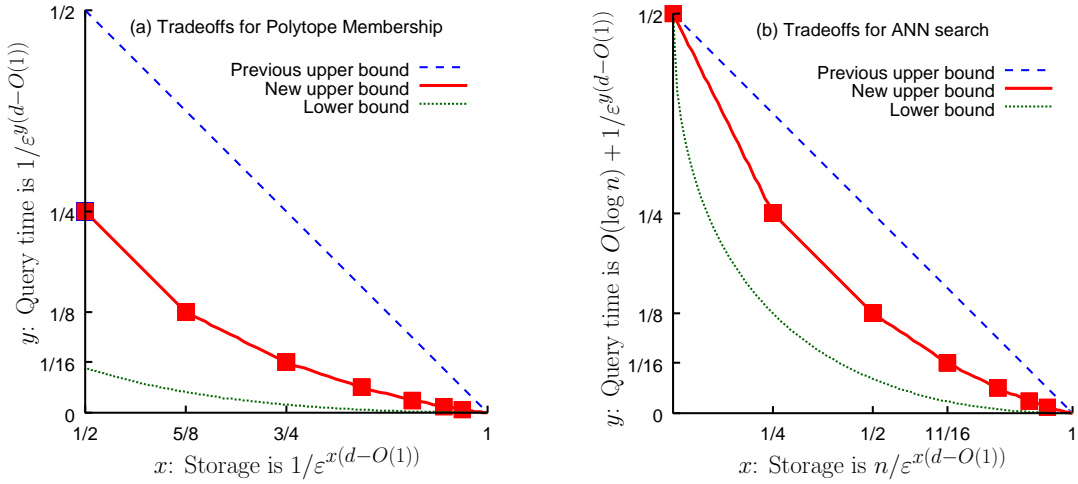 (a) Tradeoffs for Polytope Membership
Previous upper bound
New upper bound
Lower bound
y: Query time is 1/ε^{y(d−O(1))}
1/2
1/4
1/8
1/16
0
1/2
5/8
3/4
1
x: Storage is 1/ε^{x(d−O(1))}
(b) Tradeoffs for ANN search
Previous upper bound
New upper bound
Lower bound
y: Query time is O(log n) + 1/ε^{y(d−O(1))}
1/2
1/4
1/8
1/16
0
1/4
1/2
11/16
1
x: Storage is n/ε^{x(d−O(1))}